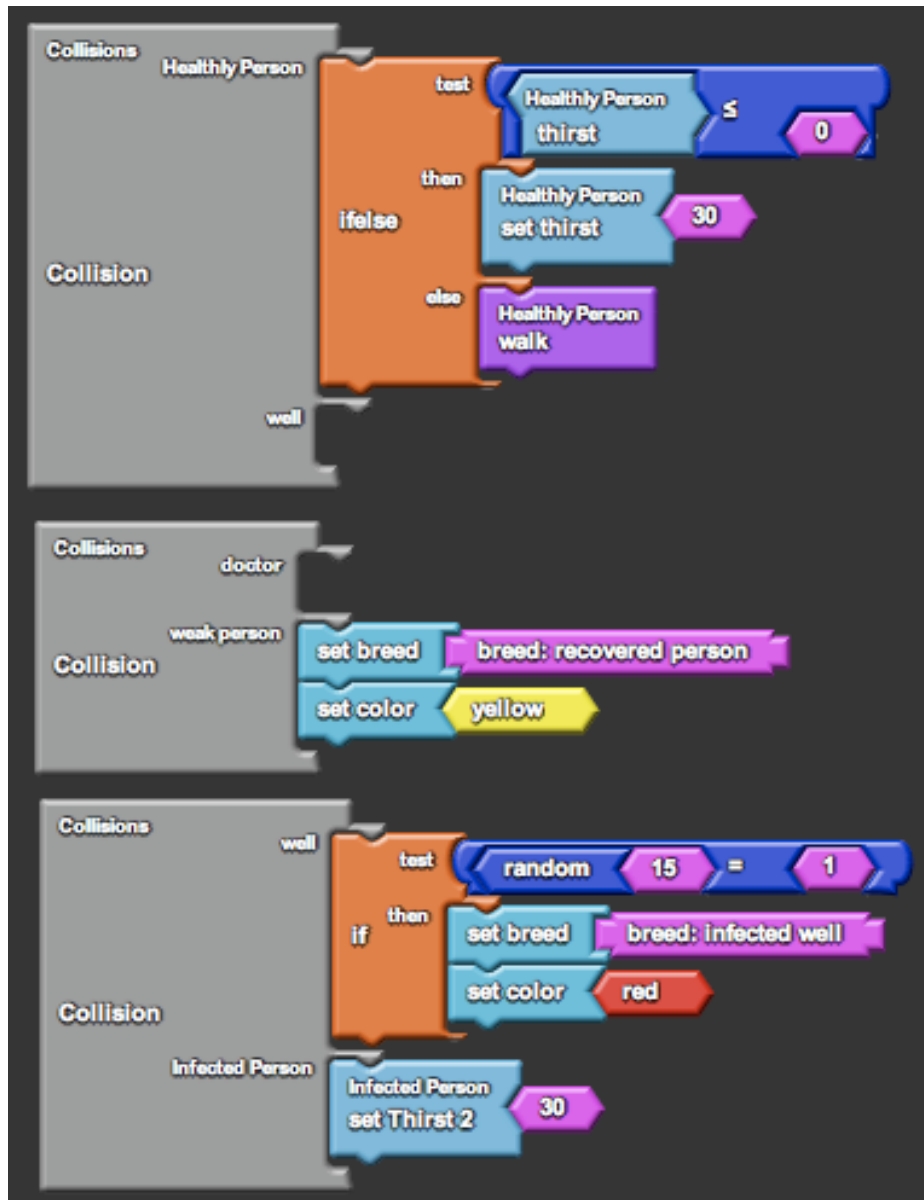 Collisions
Healthly Person
test
Healthly Person
thirst
≤
0
then
Healthly Person
set thirst
30
ifelse
Collision
else
Healthly Person
walk
well
Collisions
doctor
weak person
Collision
set breed
breed: recovered person
set color
yellow
Collisions
well
test
random
15
=
1
then
if
set breed
breed: infected well
set color
red
Collision
Infected Person
Infected Person
set Thirst 2
30